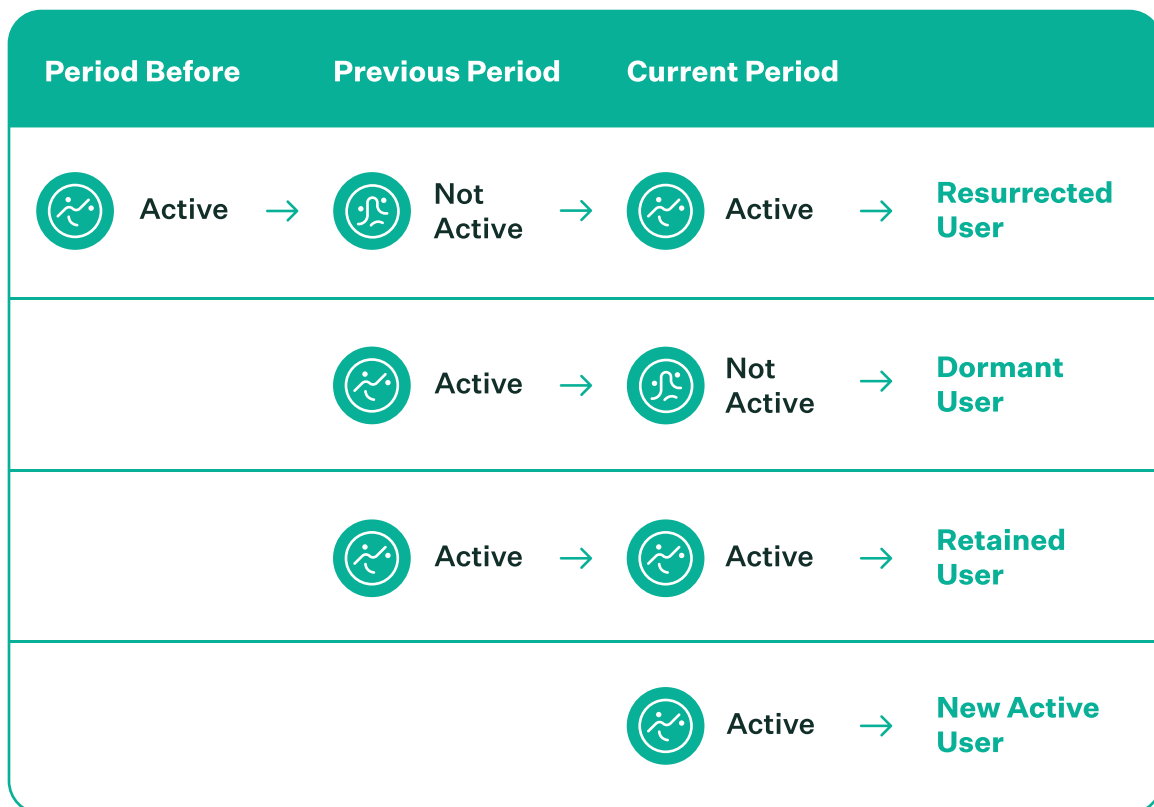 Period Before Previous Period Current Period
Active Not Active Active Resurrected User
Active Not Active Dormant User
Active Active Retained User
Active New Active User